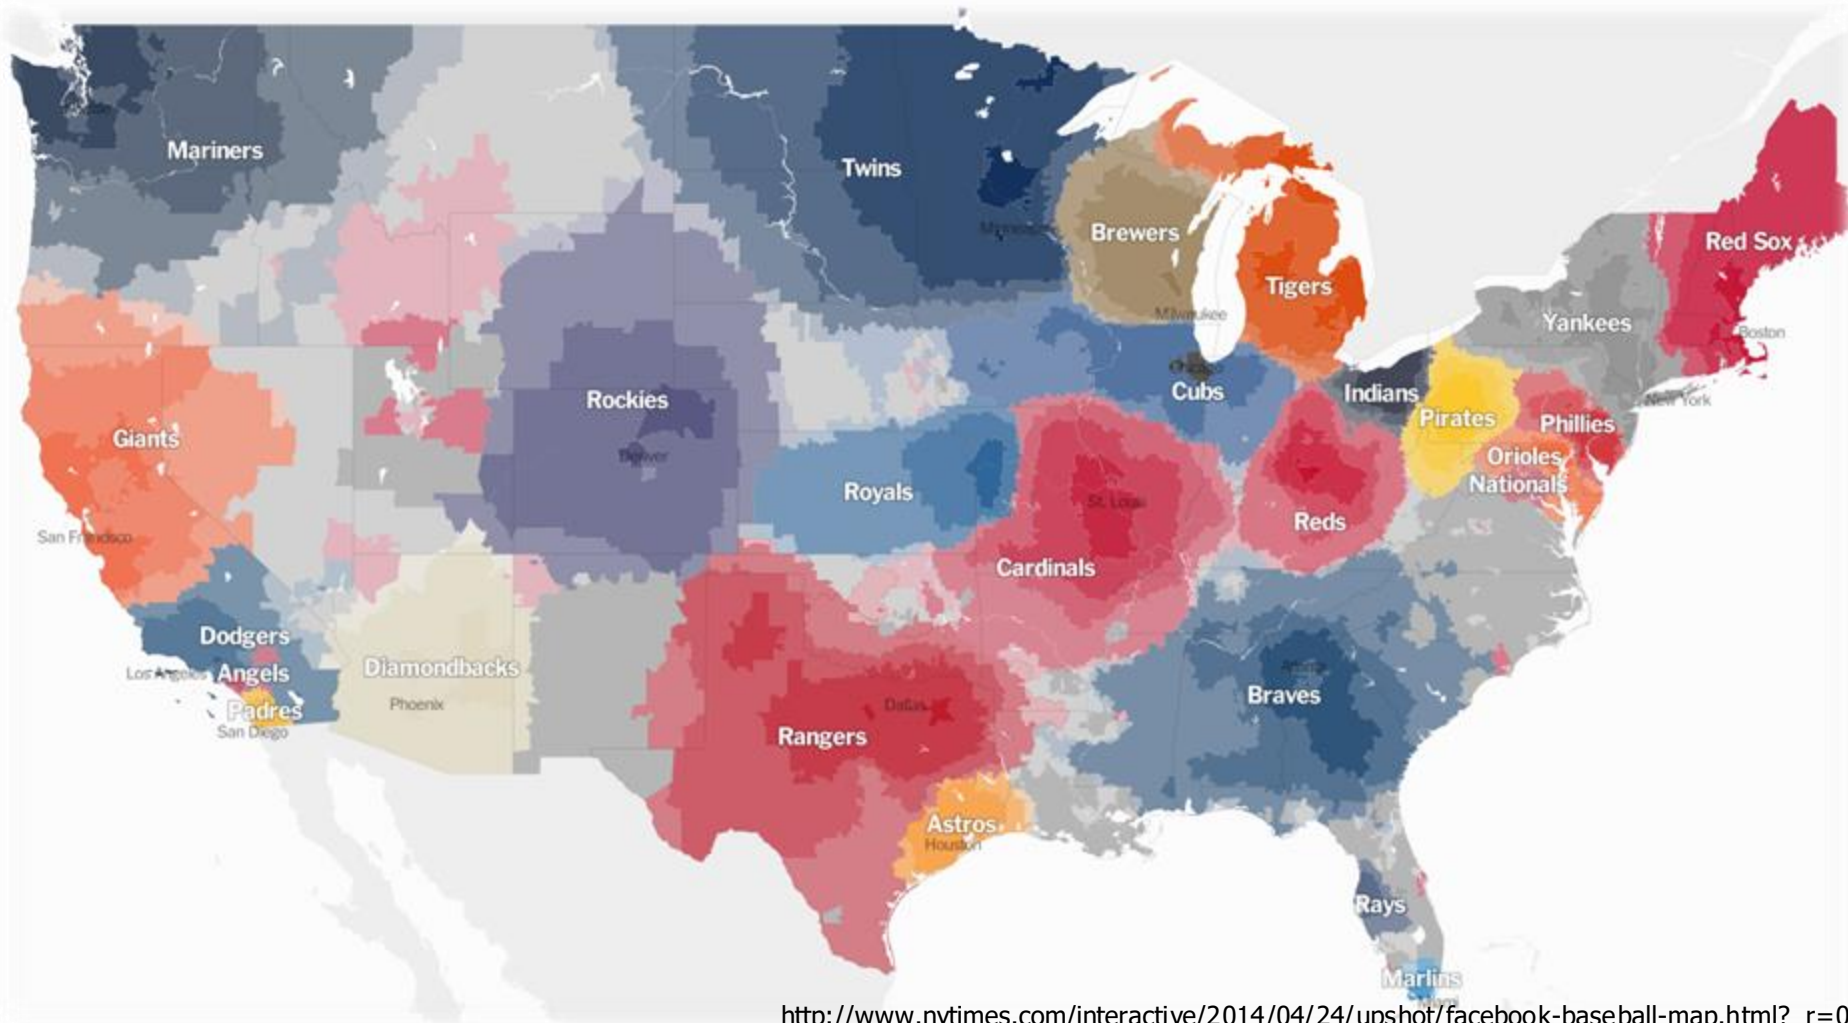 Mariners
Twins
Minneapolis
Brewers
Milwaukee
Tigers
Red Sox
Boston
Yankees
New York
Giants
San Francisco
Rockies
Denver
Chicago
Cubs
Indians
Pirates
Phillies
Orioles
Nationals
Royals
St. Louis
Cardinals
Reds
Dodgers
Los Angeles
Angels
Padres
San Diego
Diamondbacks
Phoenix
Dallas
Rangers
Atlanta
Braves
Astros
Houston
Rays
Marlins
Miami
http://www.nytimes.com/interactive/2014/04/24/upshot/facebook-baseball-map.html?_r=0